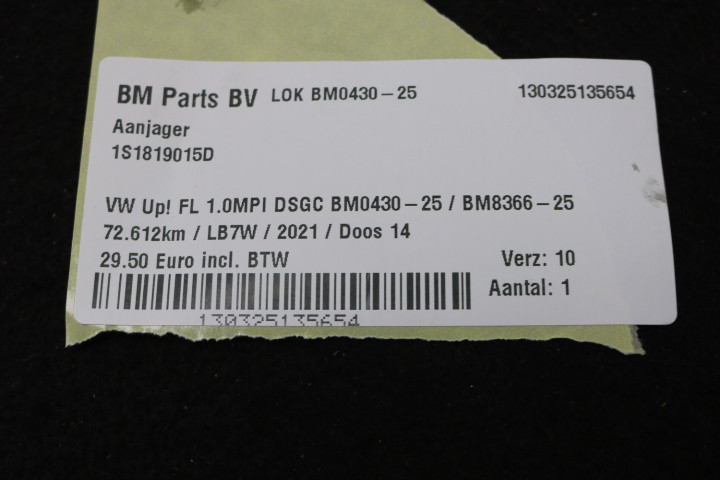 BM Parts BV LOK BM0430-25 130325135654
Aanjager
1S1819015D
VW Up! FL 1.0MPI DSGC BM0430-25 / BM8366-25
72.612km / LB7W / 2021 / Doos 14
29.50 Euro incl. BTW Verz: 10
Aantal: 1
130325135654